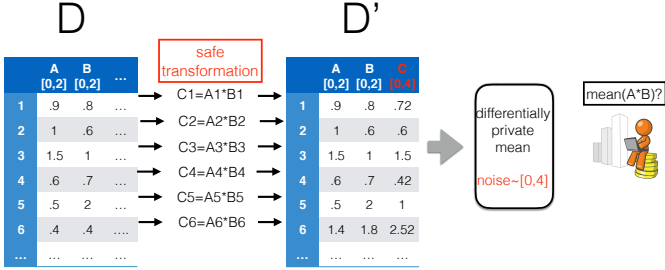 D
D’
safe
transformation
A B …
[0,2] [0,2]
1 .9 .8 …
2 1 .6 …
3 1.5 1 …
4 .6 .7 …
5 .5 2 …
6 .4 .4 ….
… … …
C1=A1*B1
C2=A2*B2
C3=A3*B3
C4=A4*B4
C5=A5*B5
C6=A6*B6
A B C
[0,2] [0,2] [0,4]
1 .9 .8 .72
2 1 .6 .6
3 1.5 1 1.5
4 .6 .7 .42
5 .5 2 1
6 1.4 1.8 2.52
… … … …
differentially
private
mean
noise~[0,4]
mean(A*B)?